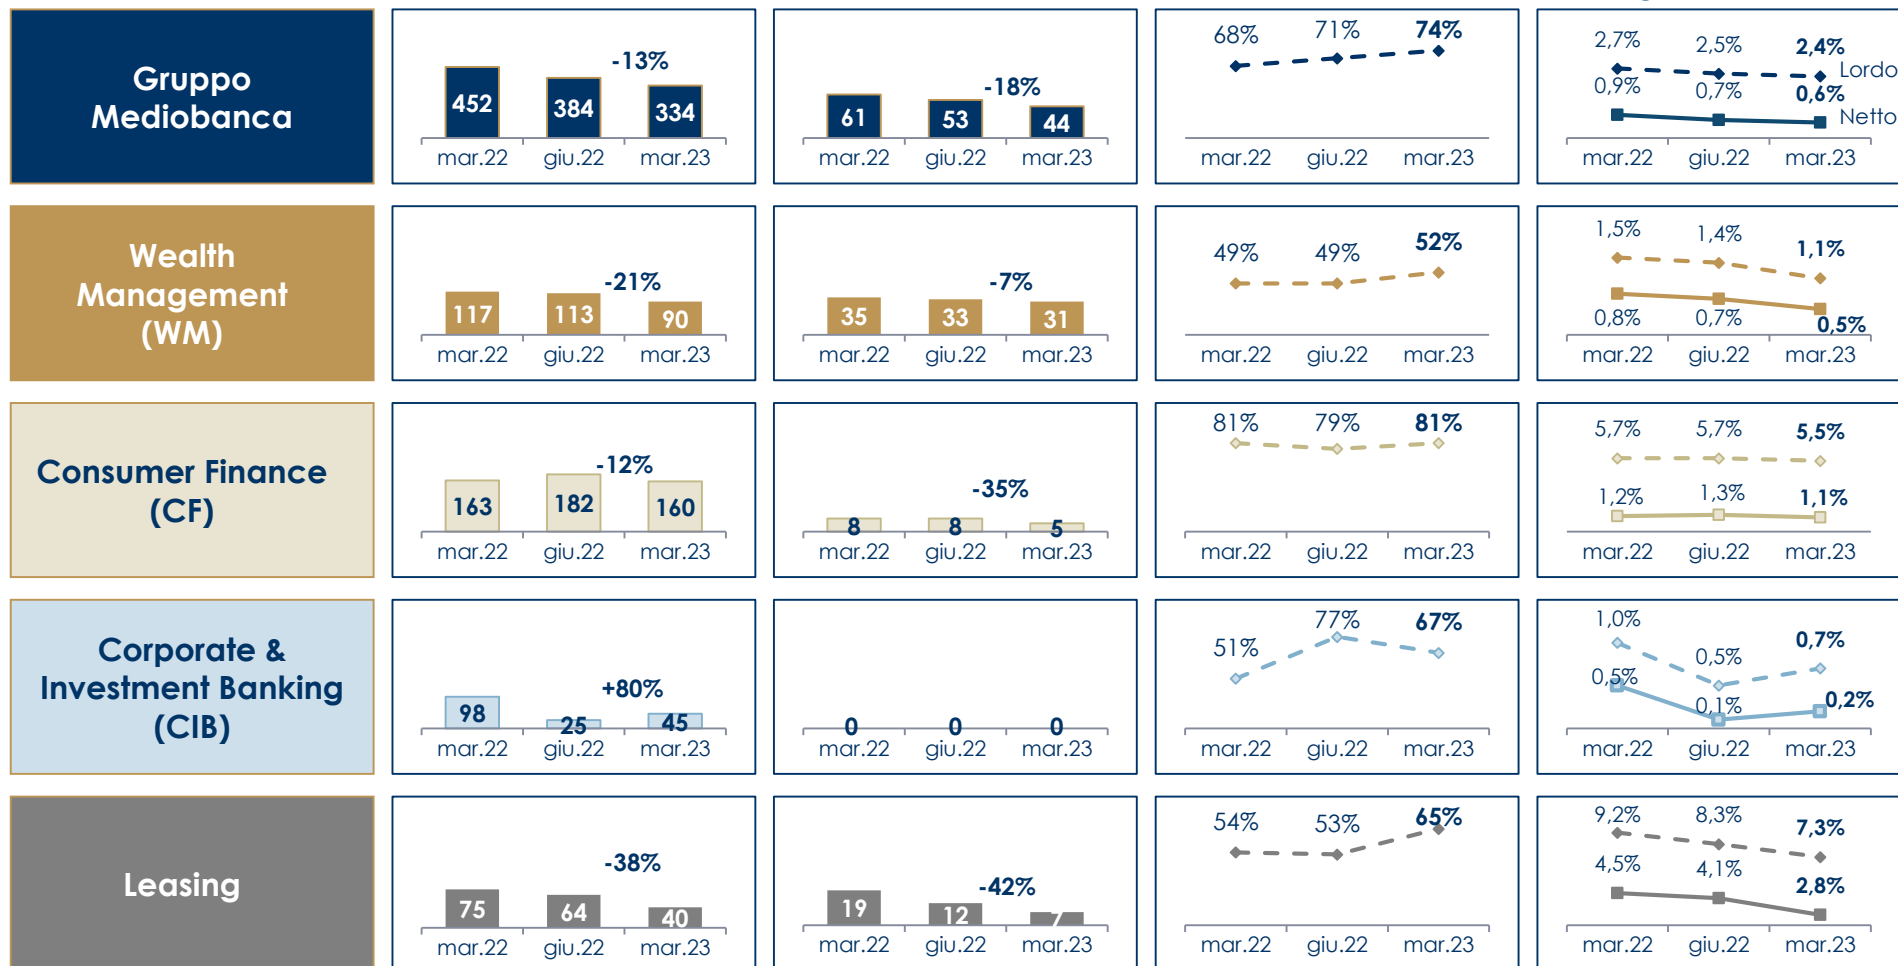 Gruppo
Mediobanca
-13%
452
384
334
mar.22 giu.22 mar.23
-18%
61
53
44
mar.22 giu.22 mar.23
68% 71% 74%
mar.22 giu.22 mar.23
2,7% 2,5% 2,4%
Lordo
0,9% 0,7% 0,6%
Netto
mar.22 giu.22 mar.23
Wealth
Management
(WM)
-21%
117 113 90
mar.22 giu.22 mar.23
-7%
35 33 31
mar.22 giu.22 mar.23
49% 49% 52%
mar.22 giu.22 mar.23
1,5% 1,4% 1,1%
0,8% 0,7% 0,5%
mar.22 giu.22 mar.23
Consumer Finance
(CF)
-12%
163 182 160
mar.22 giu.22 mar.23
-35%
8 8 5
mar.22 giu.22 mar.23
81% 79% 81%
mar.22 giu.22 mar.23
5,7% 5,7% 5,5%
1,2% 1,3% 1,1%
mar.22 giu.22 mar.23
Corporate &
Investment Banking
(CIB)
+80%
98 25 45
mar.22 giu.22 mar.23
0 0 0
mar.22 giu.22 mar.23
51% 77% 67%
mar.22 giu.22 mar.23
1,0% 0,5% 0,7%
0,5% 0,1% 0,2%
mar.22 giu.22 mar.23
Leasing
-38%
75 64 40
mar.22 giu.22 mar.23
-42%
19 12 7
mar.22 giu.22 mar.23
54% 53% 65%
mar.22 giu.22 mar.23
9,2% 8,3% 7,3%
4,5% 4,1% 2,8%
mar.22 giu.22 mar.23